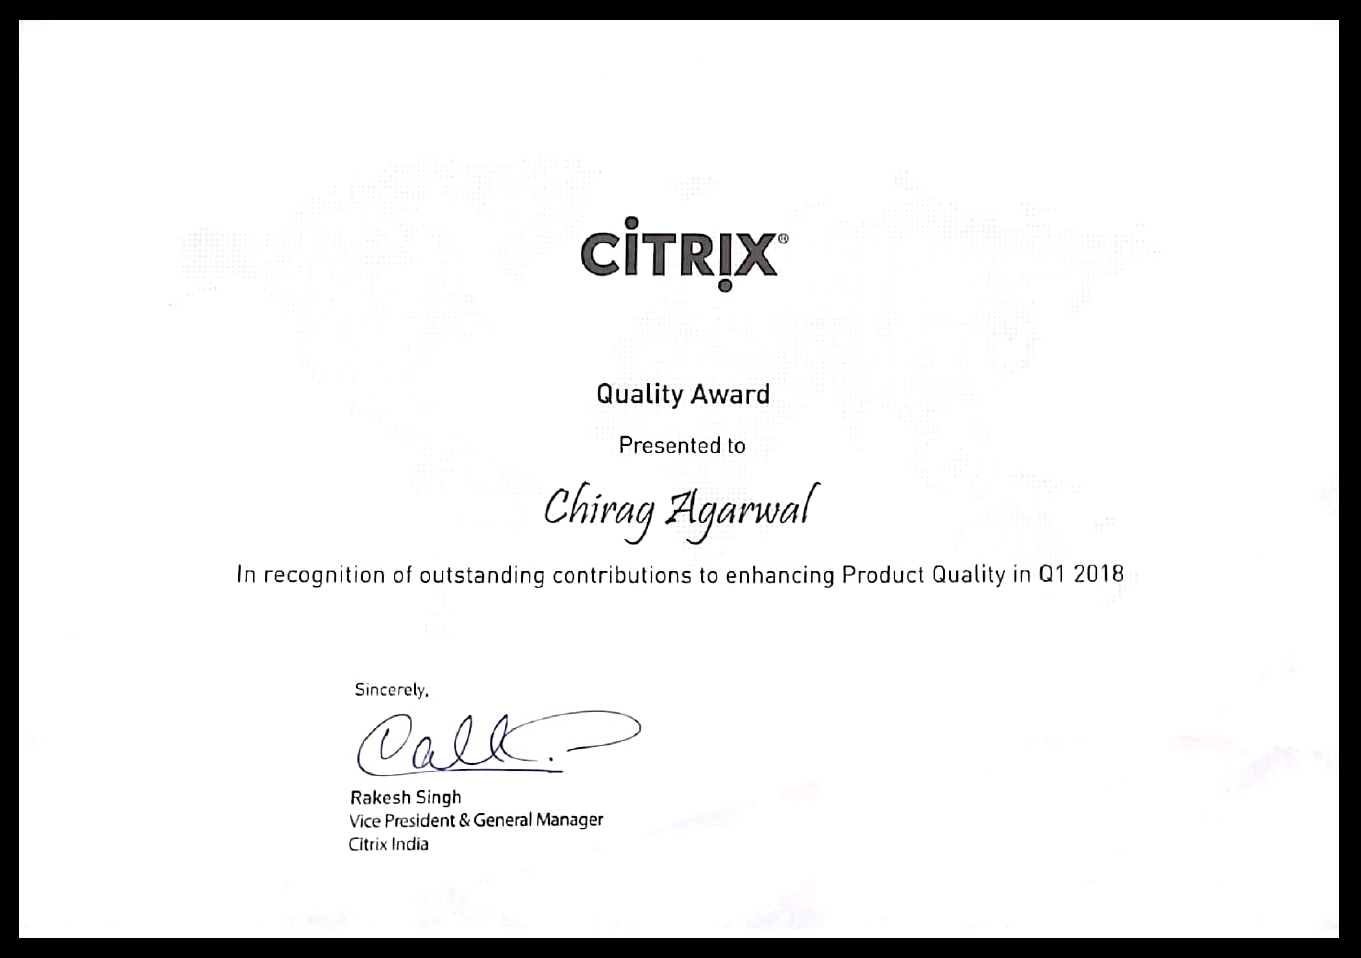 CITRIX®
Quality Award
Presented to
Chirag Agarwal
In recognition of outstanding contributions to enhancing Product Quality in Q1 2018
Sincerely,
Rakesh Singh
Vice President & General Manager
Citrix India